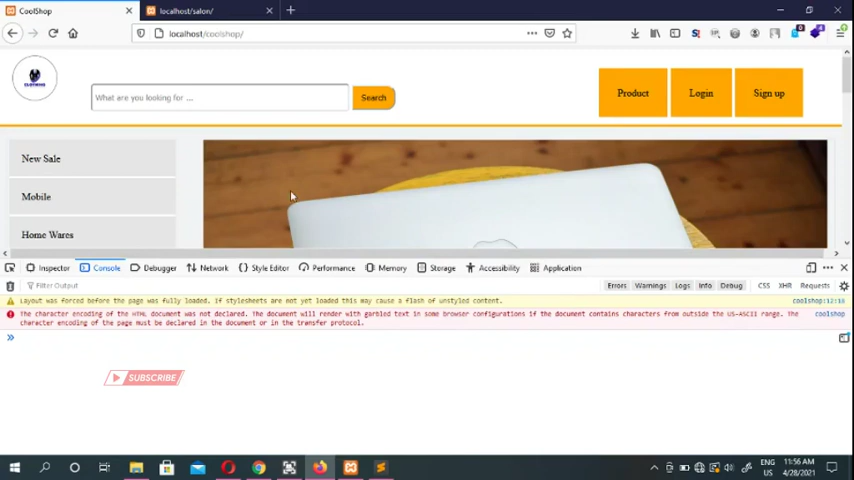 CoolShop
localhost/salon/
localhost/coolshop/
CLOTHING
What are you looking for ...
Search
Product
Login
Sign up
New Sale
Mobile
Home Wares
Inspector
Console
Debugger
Network
Style Editor
Performance
Memory
Storage
Accessibility
Application
Filter Output
Errors
Warnings
Logs
Info
Debug
CSS
XHR
Requests
Layout was forced before the page was fully loaded. If stylesheets are not yet loaded this may cause a flash of unstyled content.
coolshop:12:18
The character encoding of the HTML document was not declared. The document will render with garbled text in some browser configurations if the document contains characters from outside the US-ASCII range. The
coolshop
character encoding of the page must be declared in the document or in the transfer protocol.
SUBSCRIBE
ENG
US
11:56 AM
4/28/2021